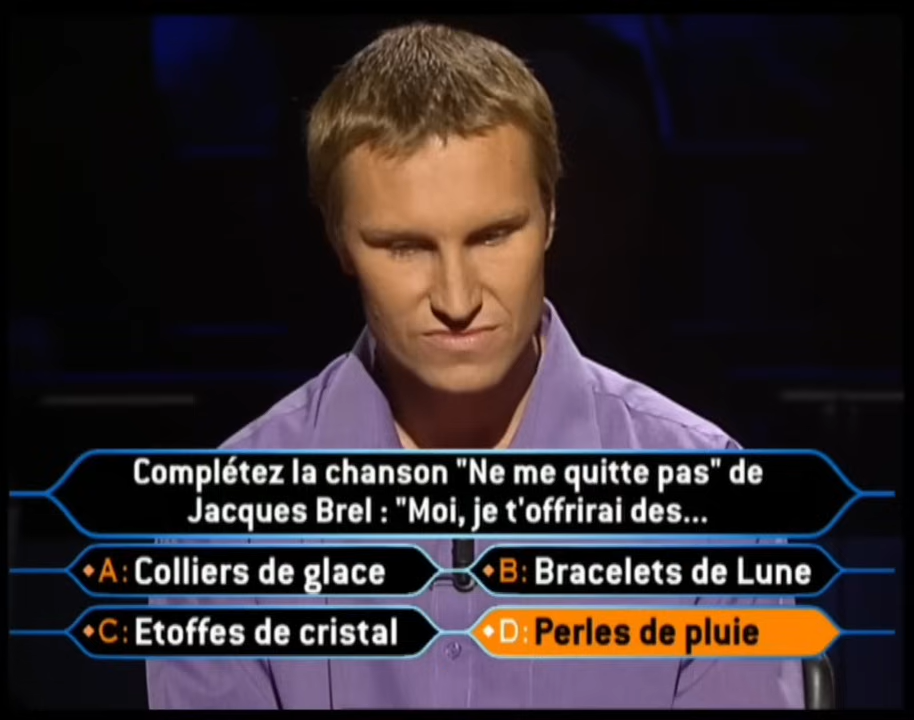 Complétez la chanson "Ne me quitte pas" de
Jacques Brel : "Moi, je t'offrirai des...
A: Colliers de glace
B: Bracelets de Lune
C: Etoffes de cristal
D: Perles de pluie